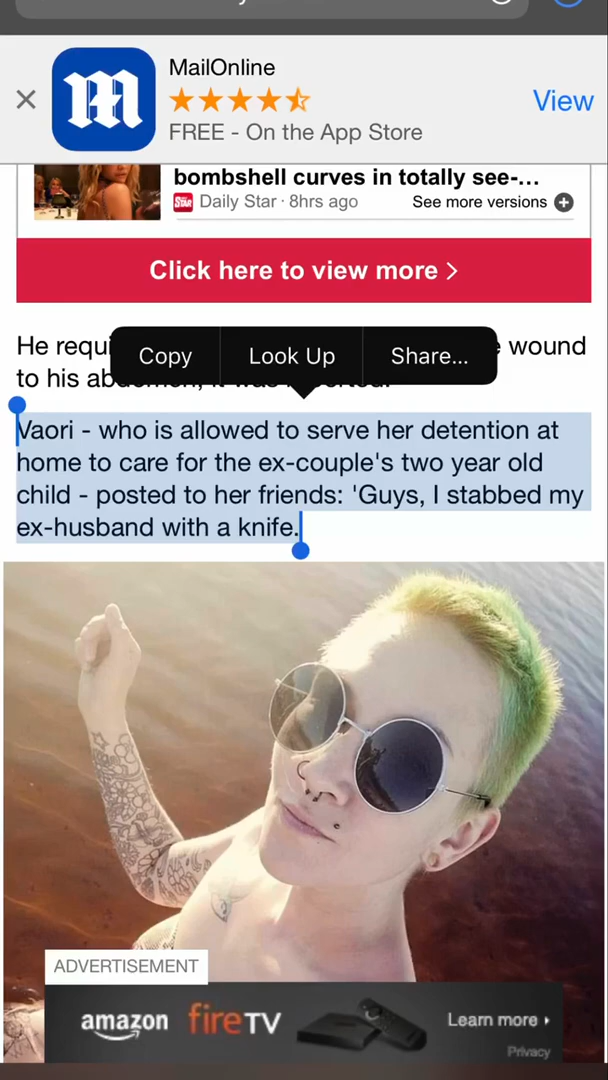 MailOnline
FREE - On the App Store
View
bombshell curves in totally see-...
Daily Star · 8hrs ago
See more versions
Click here to view more >
He requi
wound
to his
Copy
Look Up
Share...
Vaori - who is allowed to serve her detention at
home to care for the ex-couple's two year old
child - posted to her friends: 'Guys, I stabbed my
ex-husband with a knife.
ADVERTISEMENT
amazon fireTV
Learn more
Privacy